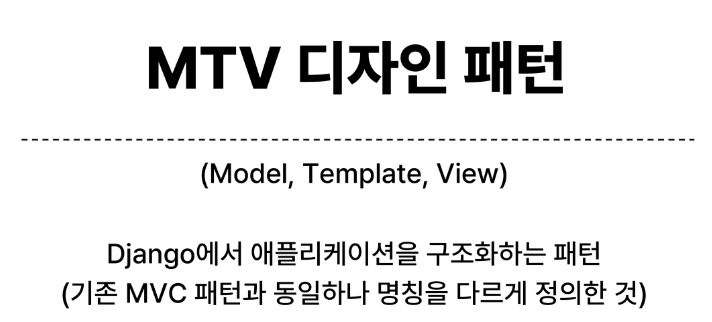 MTV 디자인 패턴
(Model, Template, View)
Django에서 애플리케이션을 구조화하는 패턴
(기존 MVC 패턴과 동일하나 명칭을 다르게 정의한 것)